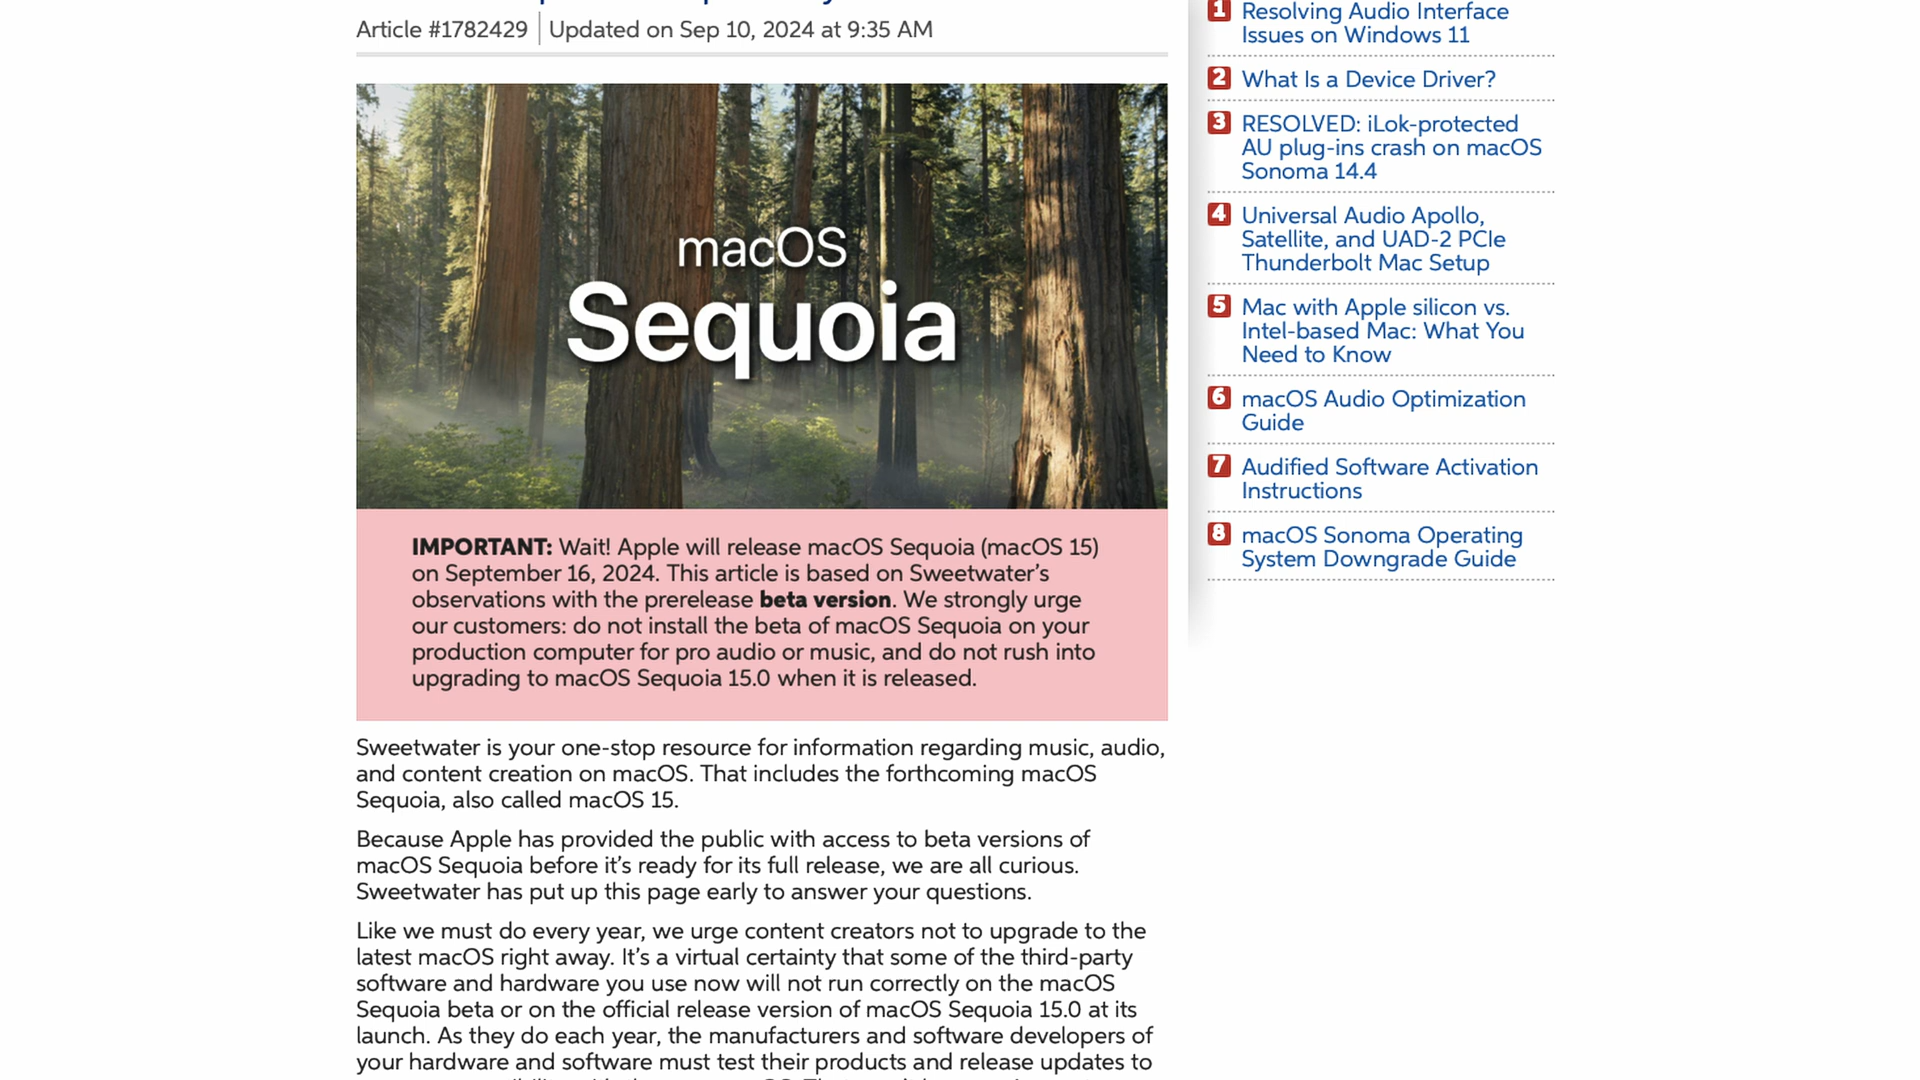 Article #1782429 | Updated on Sep 10, 2024 at 9:35 AM
macOS
Sequoia
IMPORTANT: Wait! Apple will release macOS Sequoia (macOS 15)
on September 16, 2024. This article is based on Sweetwater's
observations with the prerelease beta version. We strongly urge
our customers: do not install the beta of macOS Sequoia on your
production computer for pro audio or music, and do not rush into
upgrading to macOS Sequoia 15.0 when it is released.
Sweetwater is your one-stop resource for information regarding music, audio,
and content creation on macOS. That includes the forthcoming macOS
Sequoia, also called macOS 15.
Because Apple has provided the public with access to beta versions of
macOS Sequoia before it's ready for its full release, we are all curious.
Sweetwater has put up this page early to answer your questions.
Like we must do every year, we urge content creators not to upgrade to the
latest macOS right away. It's a virtual certainty that some of the third-party
software and hardware you use now will not run correctly on the macOS
Sequoia beta or on the official release version of macOS Sequoia 15.0 at its
launch. As they do each year, the manufacturers and software developers of
your hardware and software must test their products and release updates to
1 Resolving Audio Interface
Issues on Windows 11
2 What Is a Device Driver?
3 RESOLVED: iLok-protected
AU plug-ins crash on macOS
Sonoma 14.4
4 Universal Audio Apollo,
Satellite, and UAD-2 PCIe
Thunderbolt Mac Setup
5 Mac with Apple silicon vs.
Intel-based Mac: What You
Need to Know
6 macOS Audio Optimization
Guide
7 Audified Software Activation
Instructions
8 macOS Sonoma Operating
System Downgrade Guide